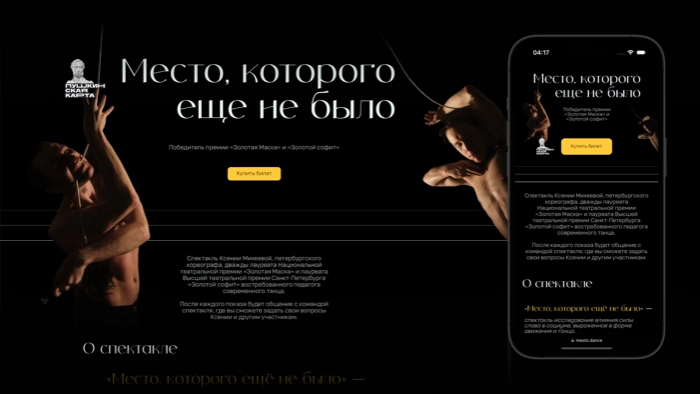 ПУШКИН
СКАЯ
КАРТА
Место, которого
еще не было
Победитель премии «Золотая Маска» и «Золотой софит»
Купить билет
Спектакль Ксении Михеевой, петербургского
хореографа, дважды лауреата Национальной
театральной премии «Золотая Маска» и лауреата
Высшей театральной премии Санкт-Петербурга
«Золотой софит» востребованного педагога
современного танца.
После каждого показа будет общение с командой
спектакля, где вы сможете задать свои вопросы
Ксении и другим участникам.
О спектакле
«Место, которого ещё не было» —
04:17
Место, которого
еще не было
Победитель премии
«Золотая Маска» и
«Золотой софит»
Купить билет
Спектакль Ксении Михеевой, петербургского
хореографа, дважды лауреата
Национальной театральной премии
«Золотая Маска» и лауреата Высшей
театральной премии Санкт-Петербурга
«Золотой софит» востребованного педагога
современного танца.
После каждого показа будет общение с
командой спектакля, где вы сможете задать
свои вопросы Ксении и другим участникам.
О спектакле
«Место, которого ещё не было» —
спектакль-исследование влияния силы
слова в социуме, выраженное в форме
движения и танца.
mesto.dance